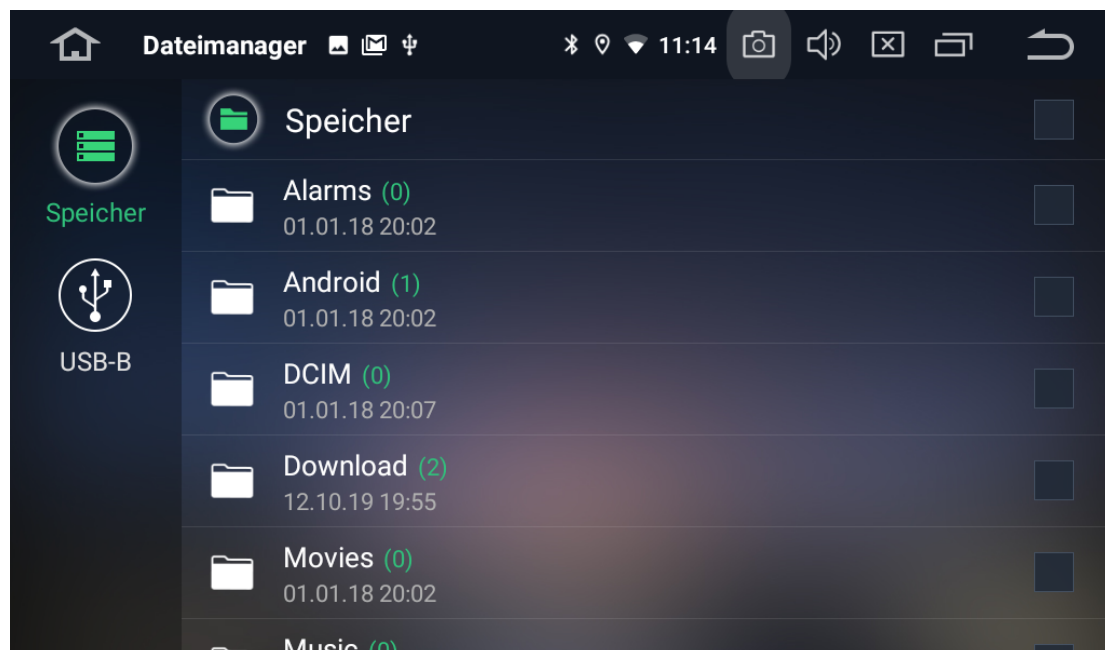 Dateimanager 11:14
Speicher
USB-B
Speicher
Alarms (0)
01.01.18 20:02
Android (1)
01.01.18 20:02
DCIM (0)
01.01.18 20:07
Download (2)
12.10.19 19:55
Movies (0)
01.01.18 20:02
Music (0)